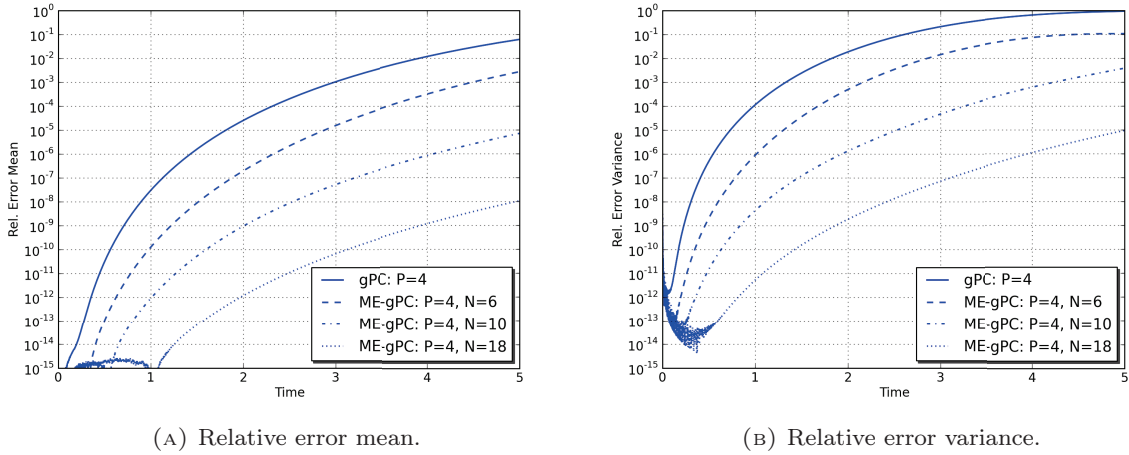 10^0
10^-1
10^-2
10^-3
10^-4
10^-5
10^-6
10^-7
10^-8
10^-9
10^-10
10^-11
10^-12
10^-13
10^-14
10^-15
Rel. Error Mean
0 1 2 3 4 5
Time
gPC: P=4
ME-gPC: P=4, N=6
ME-gPC: P=4, N=10
ME-gPC: P=4, N=18
(A) Relative error mean.
10^0
10^-1
10^-2
10^-3
10^-4
10^-5
10^-6
10^-7
10^-8
10^-9
10^-10
10^-11
10^-12
10^-13
10^-14
10^-15
Rel. Error Variance
0 1 2 3 4 5
Time
gPC: P=4
ME-gPC: P=4, N=6
ME-gPC: P=4, N=10
ME-gPC: P=4, N=18
(B) Relative error variance.